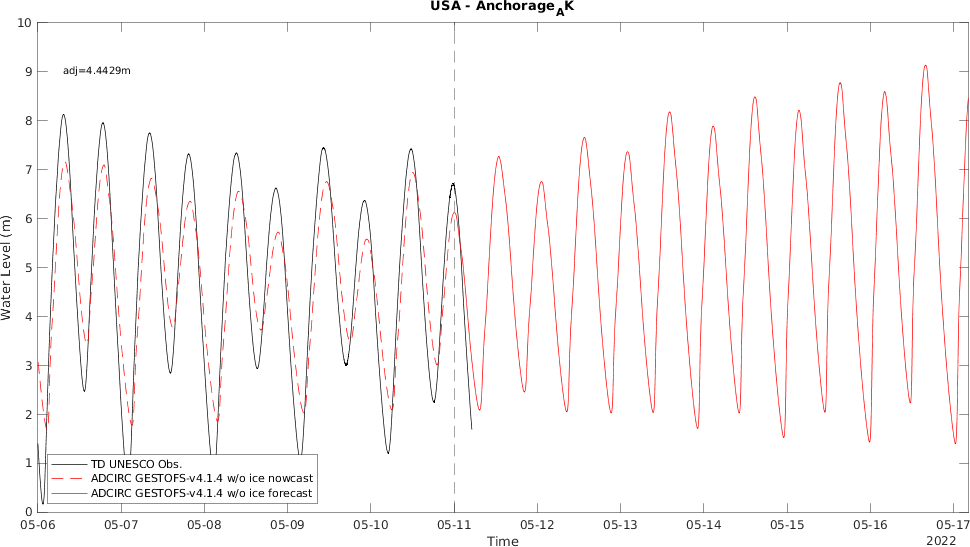 USA - Anchorage_AK
10
9
8
7
6
5
4
3
2
1
0
Water Level (m)
adj=4.4429m
TD UNESCO Obs.
ADCIRC GESTOFS-v4.1.4 w/o ice nowcast
ADCIRC GESTOFS-v4.1.4 w/o ice forecast
05-06 05-07 05-08 05-09 05-10 05-11 05-12 05-13 05-14 05-15 05-16 05-17
Time
2022